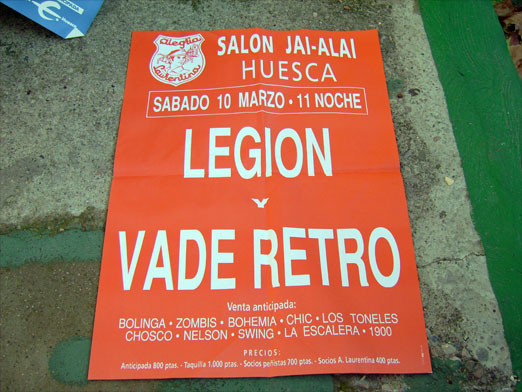 Alegria
Laurentina
SALON JAI-ALAI
HUESCA
SABADO 10 MARZO • 11 NOCHE
LEGION
Y
VADE RETRO
Venta anticipada:
BOLINGA • ZOMBIS • BOHEMIA • CHIC • LOS TONELES
CHOSCO • NELSON • SWING • LA ESCALERA • 1900
PRECIOS:
Anticipada 800 ptas. - Taquilla 1.000 ptas. - Socios peñistas 700 ptas. - Socios A. Laurentina 400 ptas.